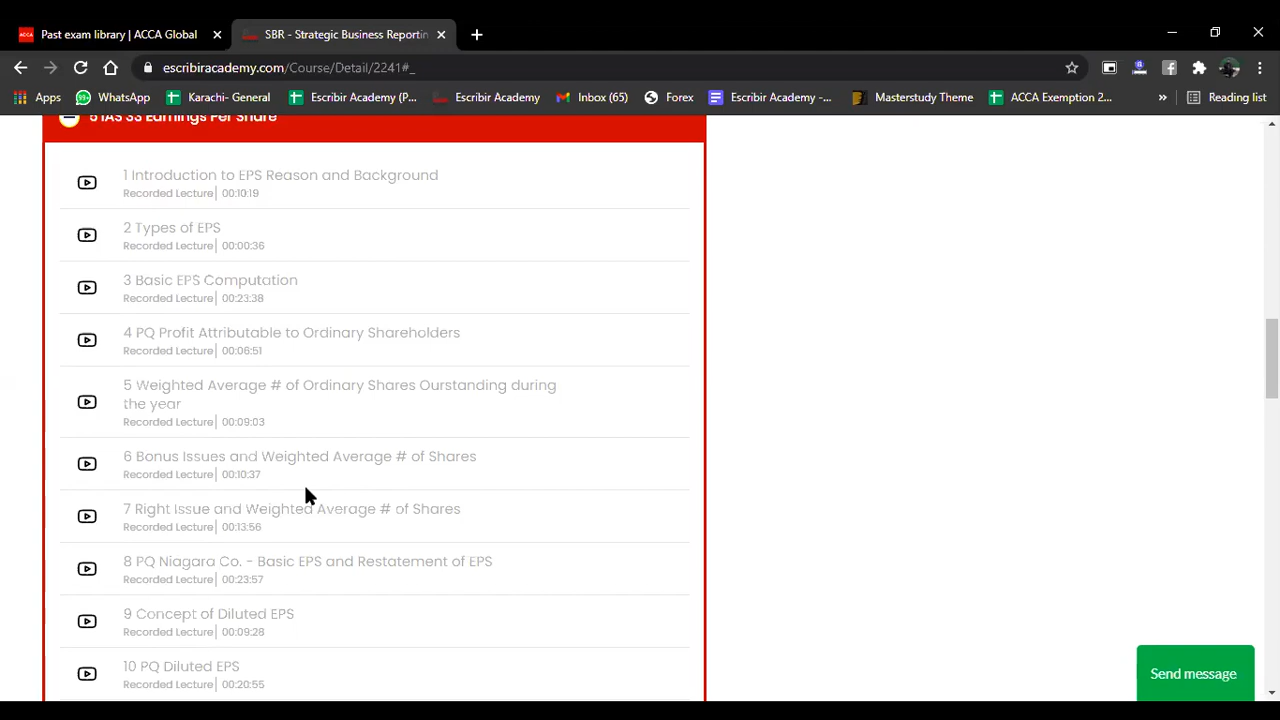 Past exam library | ACCA Global
SBR - Strategic Business Reportin
escribiracademy.com/Course/Detail/2241#_
Apps
WhatsApp
Karachi- General
Escribir Academy (P...
Escribir Academy
Inbox (65)
Forex
Escribir Academy -...
Masterstudy Theme
ACCA Exemption 2...
»
Reading list
IAS 33 Earnings Per Share
1 Introduction to EPS Reason and Background
Recorded Lecture| 00:10:19
2 Types of EPS
Recorded Lecture| 00:00:36
3 Basic EPS Computation
Recorded Lecture| 00:23:38
4 PQ Profit Attributable to Ordinary Shareholders
Recorded Lecture| 00:06:51
5 Weighted Average # of Ordinary Shares Ourstanding during
the year
Recorded Lecture| 00:09:03
6 Bonus Issues and Weighted Average # of Shares
Recorded Lecture| 00:10:37
7 Right Issue and Weighted Average # of Shares
Recorded Lecture| 00:13:56
8 PQ Niagara Co. - Basic EPS and Restatement of EPS
Recorded Lecture| 00:23:57
9 Concept of Diluted EPS
Recorded Lecture| 00:09:28
10 PQ Diluted EPS
Recorded Lecture| 00:20:55
Send message